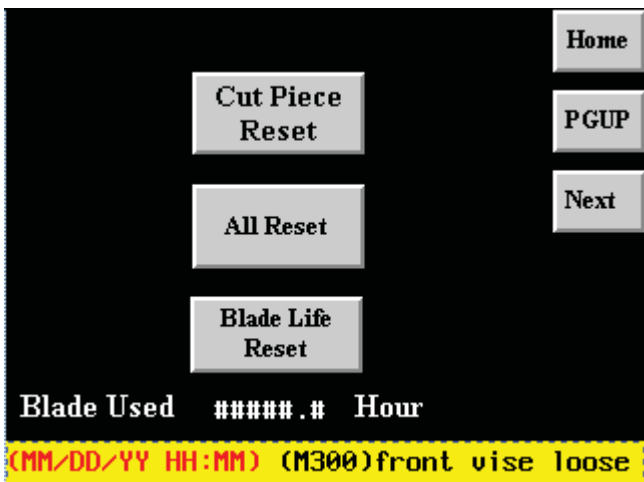 Home
Cut Piece
Reset
PGUP
Next
All Reset
Blade Life
Reset
Blade Used #####.# Hour
(MM/DD/YY HH:MM) (M300)front vise loose